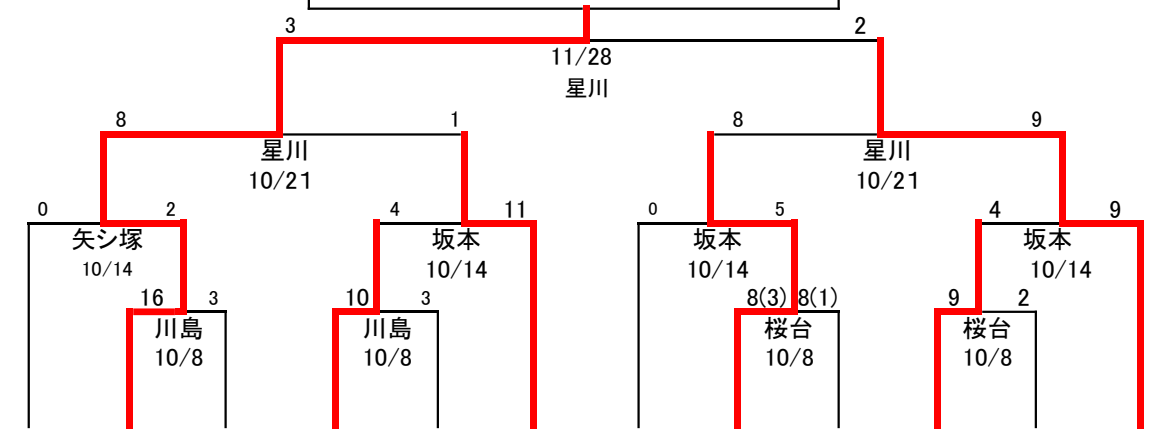 3 2
11/28
星川
8 1 8 9
星川 星川
10/21 10/21
0 2 4 11 0 5 4 9
矢シ塚 坂本 坂本 坂本
10/14 10/14 10/14 10/14
16 3 10 3 8(3) 8(1) 9 2
川島 川島 桜台 桜台
10/8 10/8 10/8 10/8